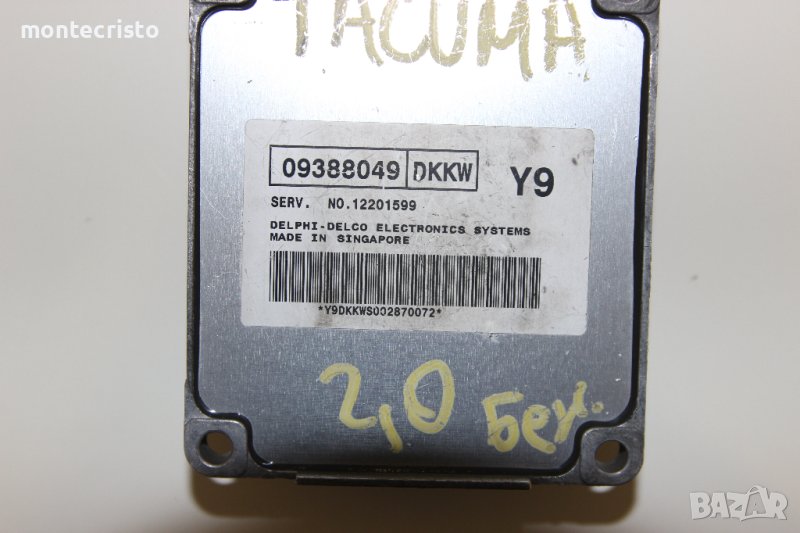 montecristo
TACUMA
09388049 DKKW Y9
SERV. NO.12201599
DELPHI-DELCO ELECTRONICS SYSTEMS
MADE IN SINGAPORE
*Y9DKKWS002870072*
2,0 Бен.
BAZAR